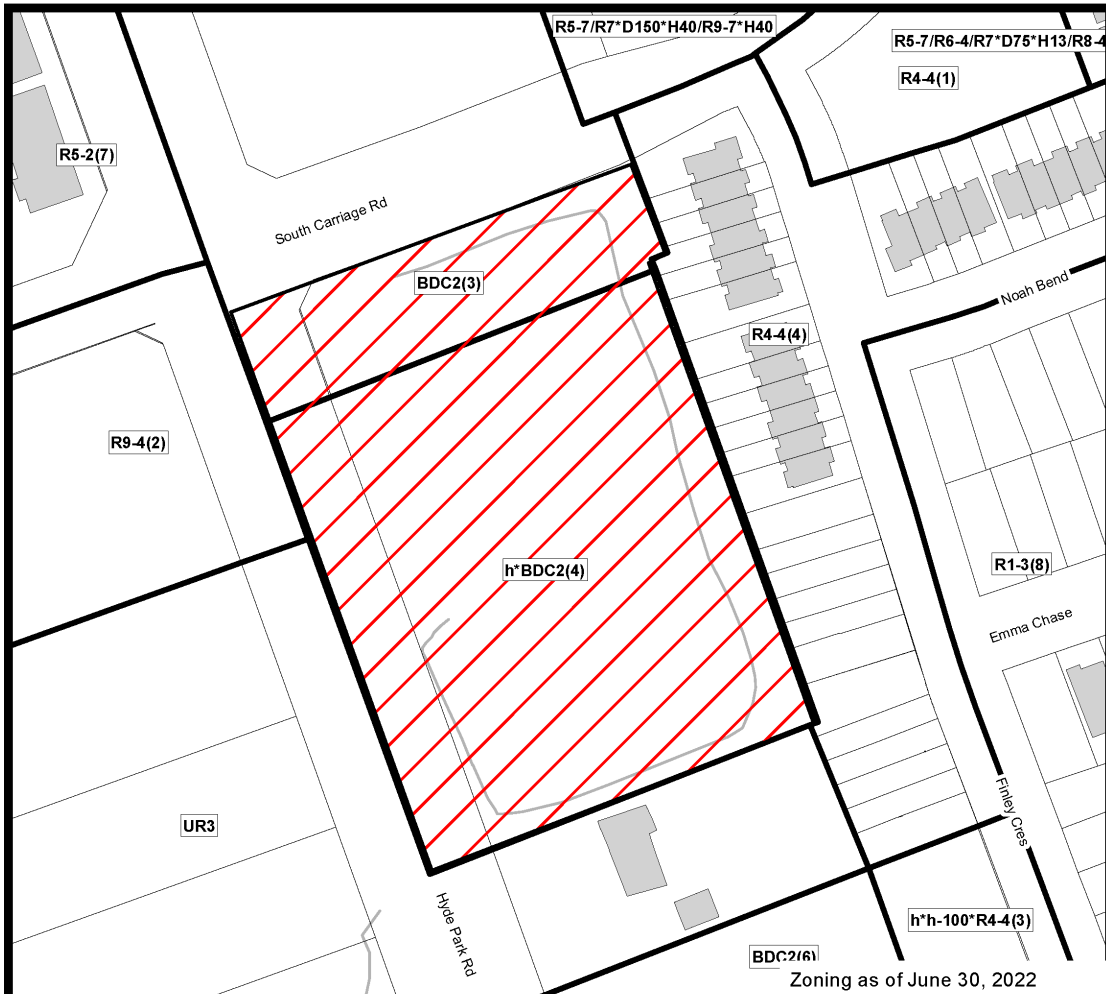 R5-7/R7*D150*H40/R9-7*H40
R5-7/R6-4/R7*D75*H13/R8-4
R4-4(1)
R5-2(7)
South Carriage Rd
BDC2(3)
Noah Bend
R4-4(4)
R9-4(2)
h*BDC2(4)
R1-3(8)
Emma Chase
UR3
Finley Cres
Hyde Park Rd
h*h-100*R4-4(3)
BDC2(6)
Zoning as of June 30, 2022